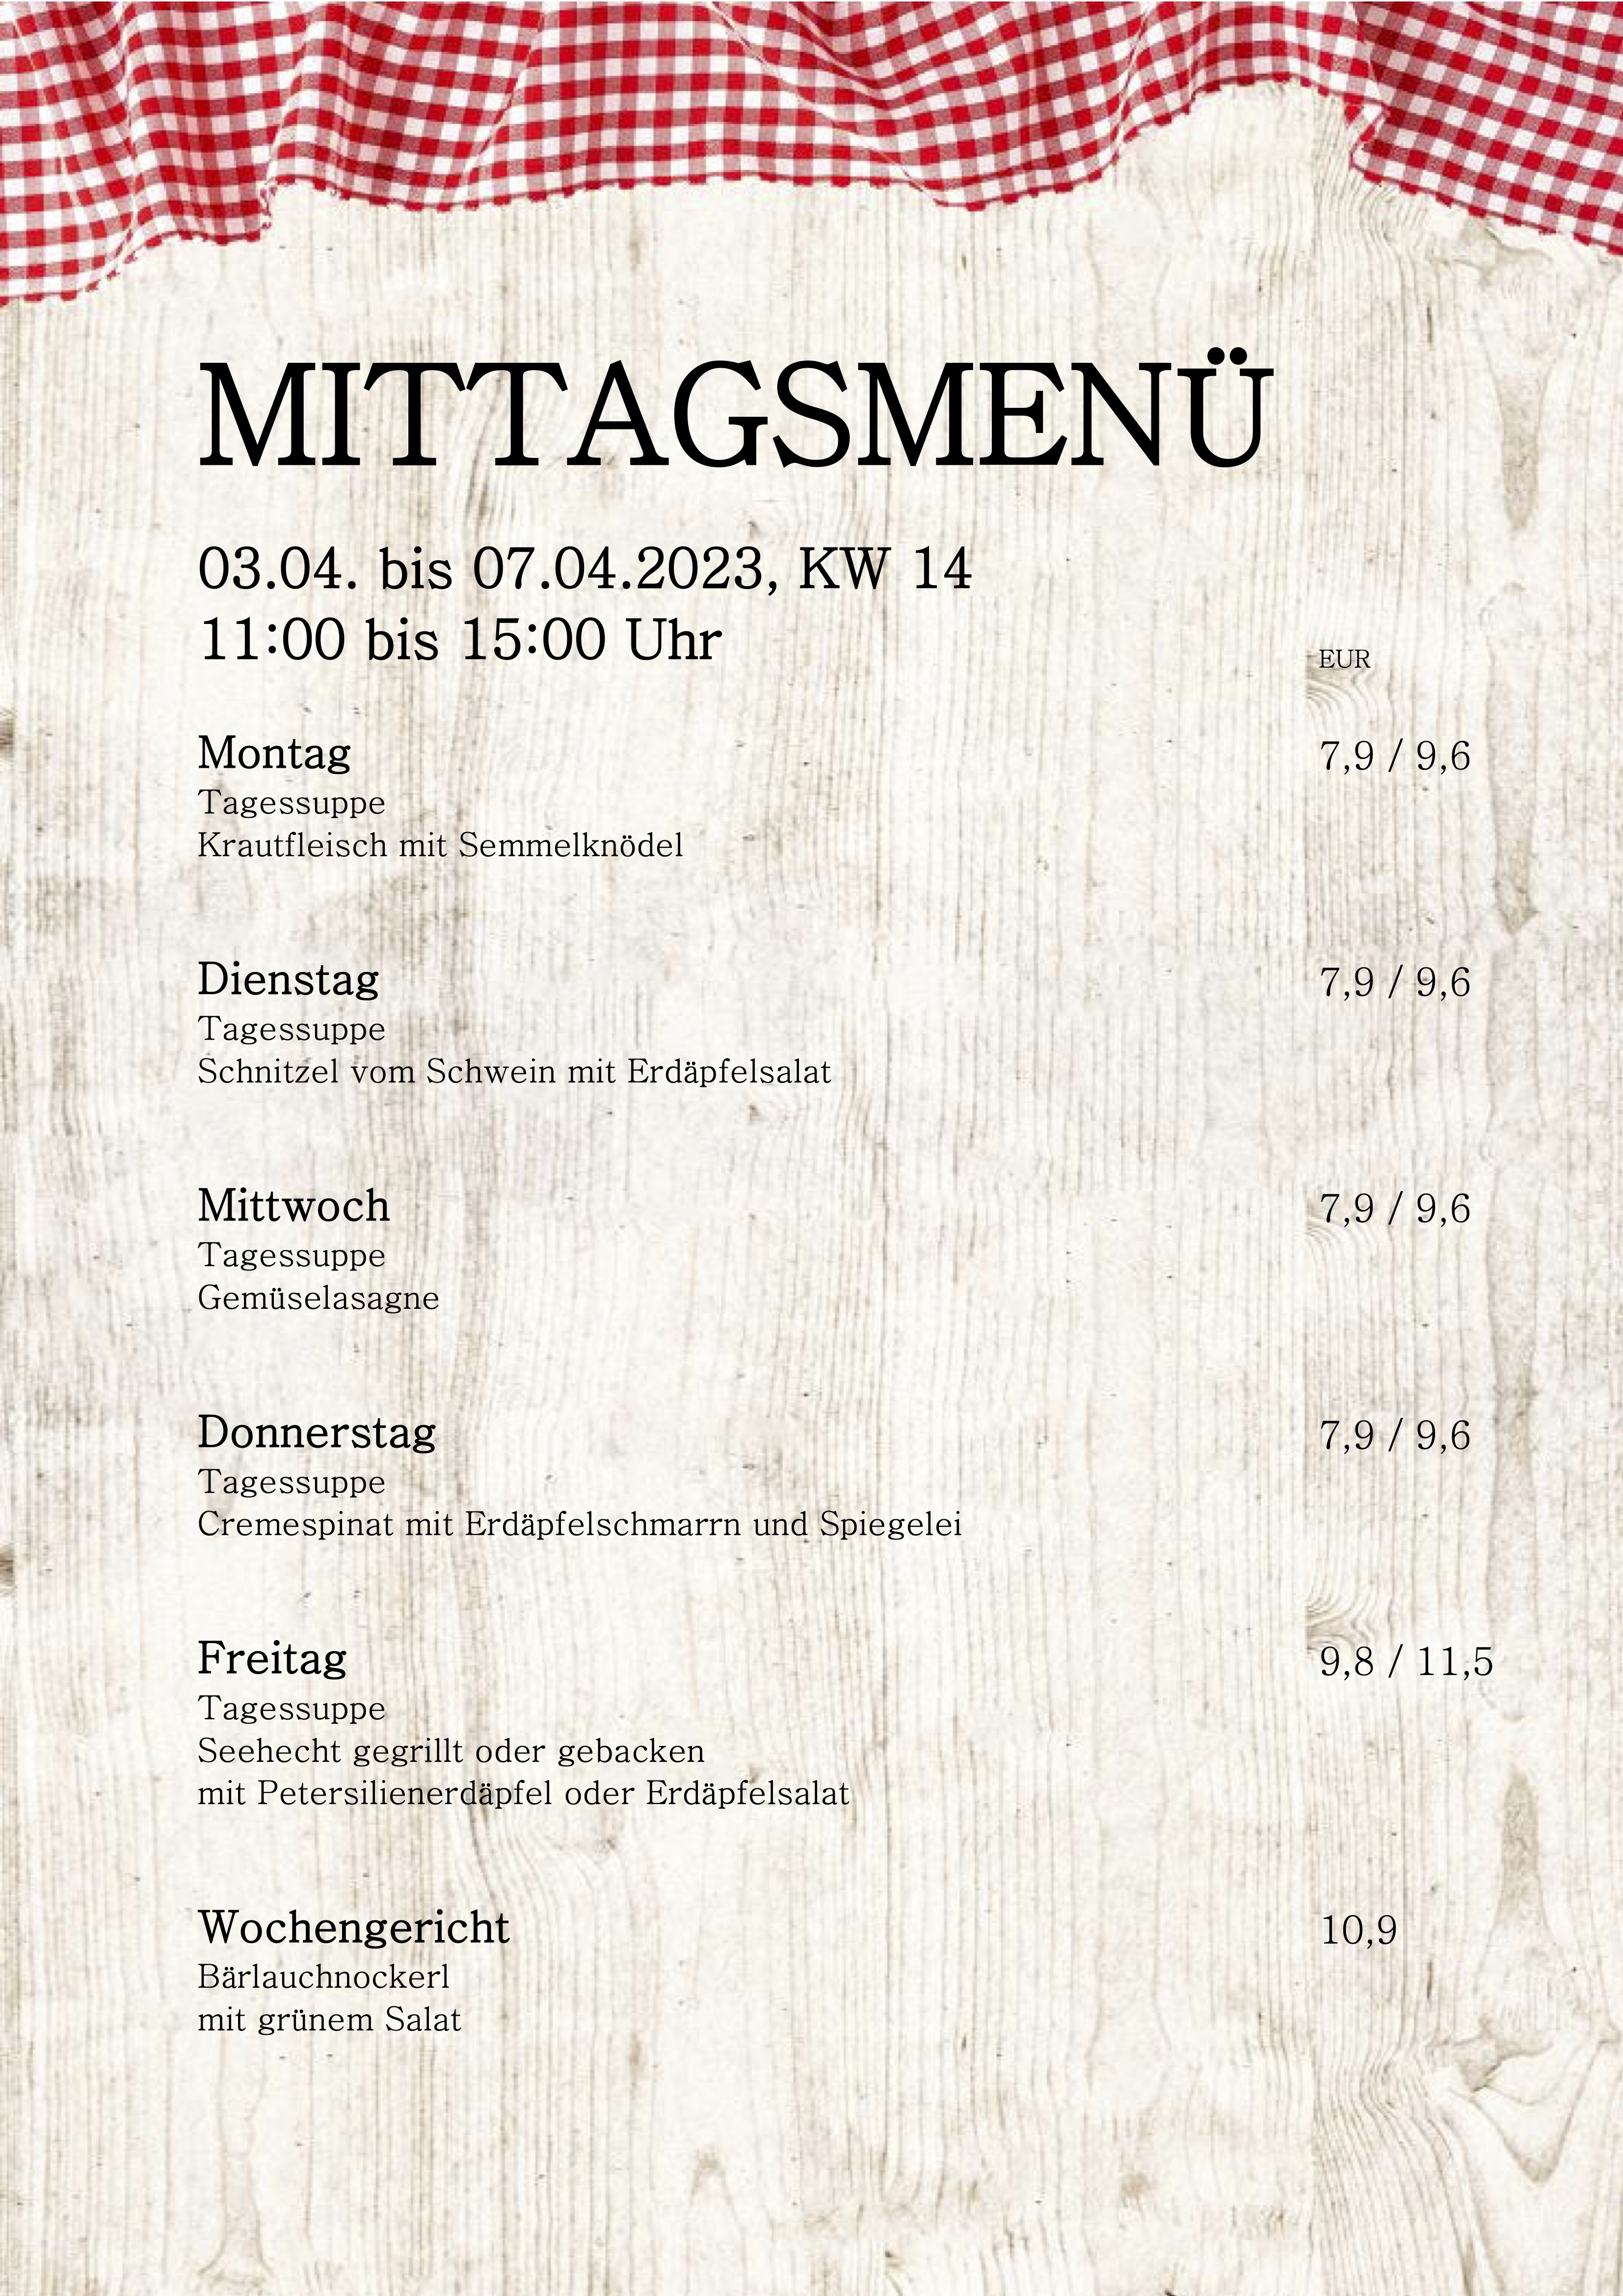 MITTAGSMENÜ
03.04. bis 07.04.2023, KW 14
11:00 bis 15:00 Uhr
EUR
Montag 7,9 / 9,6
Tagessuppe
Krautfleisch mit Semmelknödel
Dienstag 7,9 / 9,6
Tagessuppe
Schnitzel vom Schwein mit Erdäpfelsalat
Mittwoch 7,9 / 9,6
Tagessuppe
Gemüselasagne
Donnerstag 7,9 / 9,6
Tagessuppe
Cremespinat mit Erdäpfelschmarrn und Spiegelei
Freitag 9,8 / 11,5
Tagessuppe
Seehecht gegrillt oder gebacken
mit Petersilienerdäpfel oder Erdäpfelsalat
Wochengericht 10,9
Bärlauchnockerl
mit grünem Salat